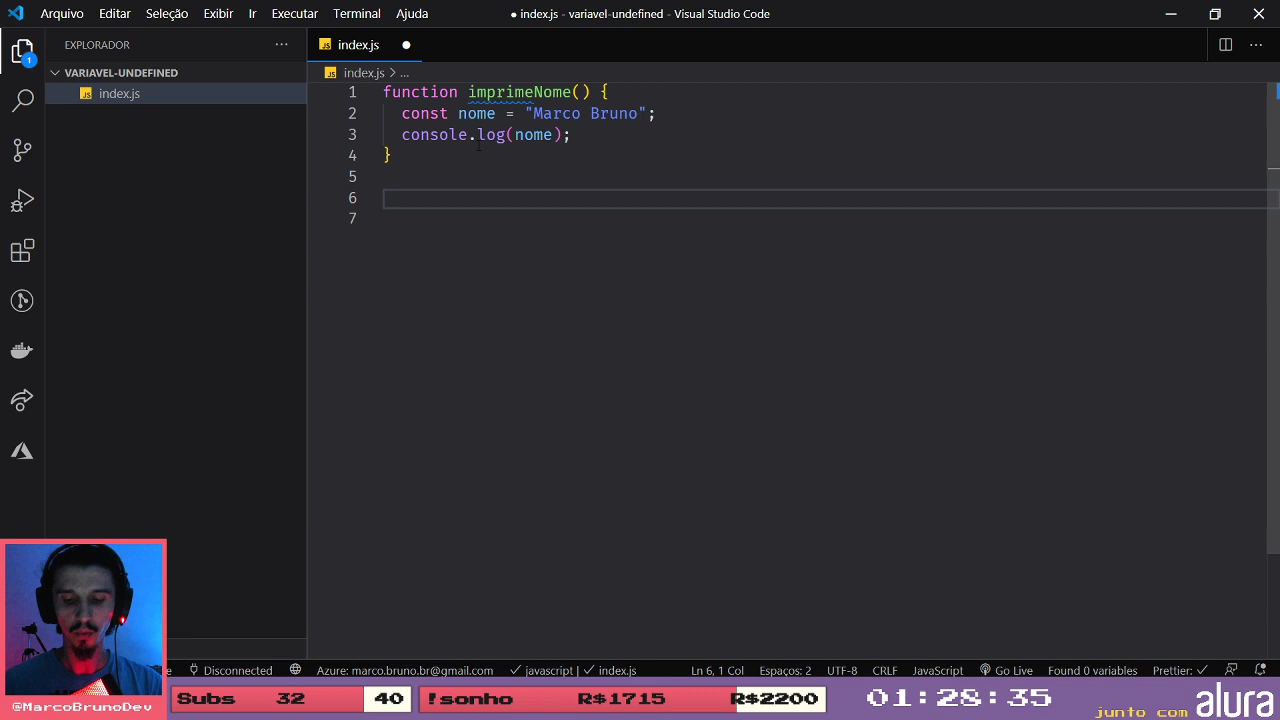 Arquivo Editar Seleção Exibir Ir Executar Terminal Ajuda ● index.js - variavel-undefined - Visual Studio Code
EXPLORADOR ···
JS index.js ●
VARIAVEL-UNDEFINED
JS index.js > ...
JS index.js
1 function imprimeNome() {
2 const nome = "Marco Bruno";
3 console.log(nome);
4 }
5
6
7
1
Disconnected Azure: marco.bruno.br@gmail.com javascript | index.js Ln 6, 1 Col Espaços: 2 UTF-8 CRLF JavaScript Go Live Found 0 variables Prettier:
@MarcoBrunoDev
Subs 32 40 !sonho R$1715 R$2200 01:28:35 junto com alura